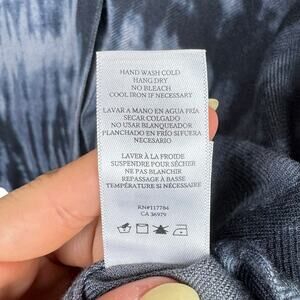 HAND WASH COLD
HANG DRY
NO BLEACH
COOL IRON IF NECESSARY
LAVAR A MANO EN AGUA FRÍA
SECAR COLGADO
NO USAR BLANQUEADOR
PLANCHADO EN FRÍO SI FUERA
NECESARIO
LAVER À LA FROIDE
SUSPENDRE POUR SÉCHER
NE PAS BLANCHIR
REPASSAGE À BASSE
TEMPÉRATURE SI NÉCESSAIRE
RN#117784
CA 36979